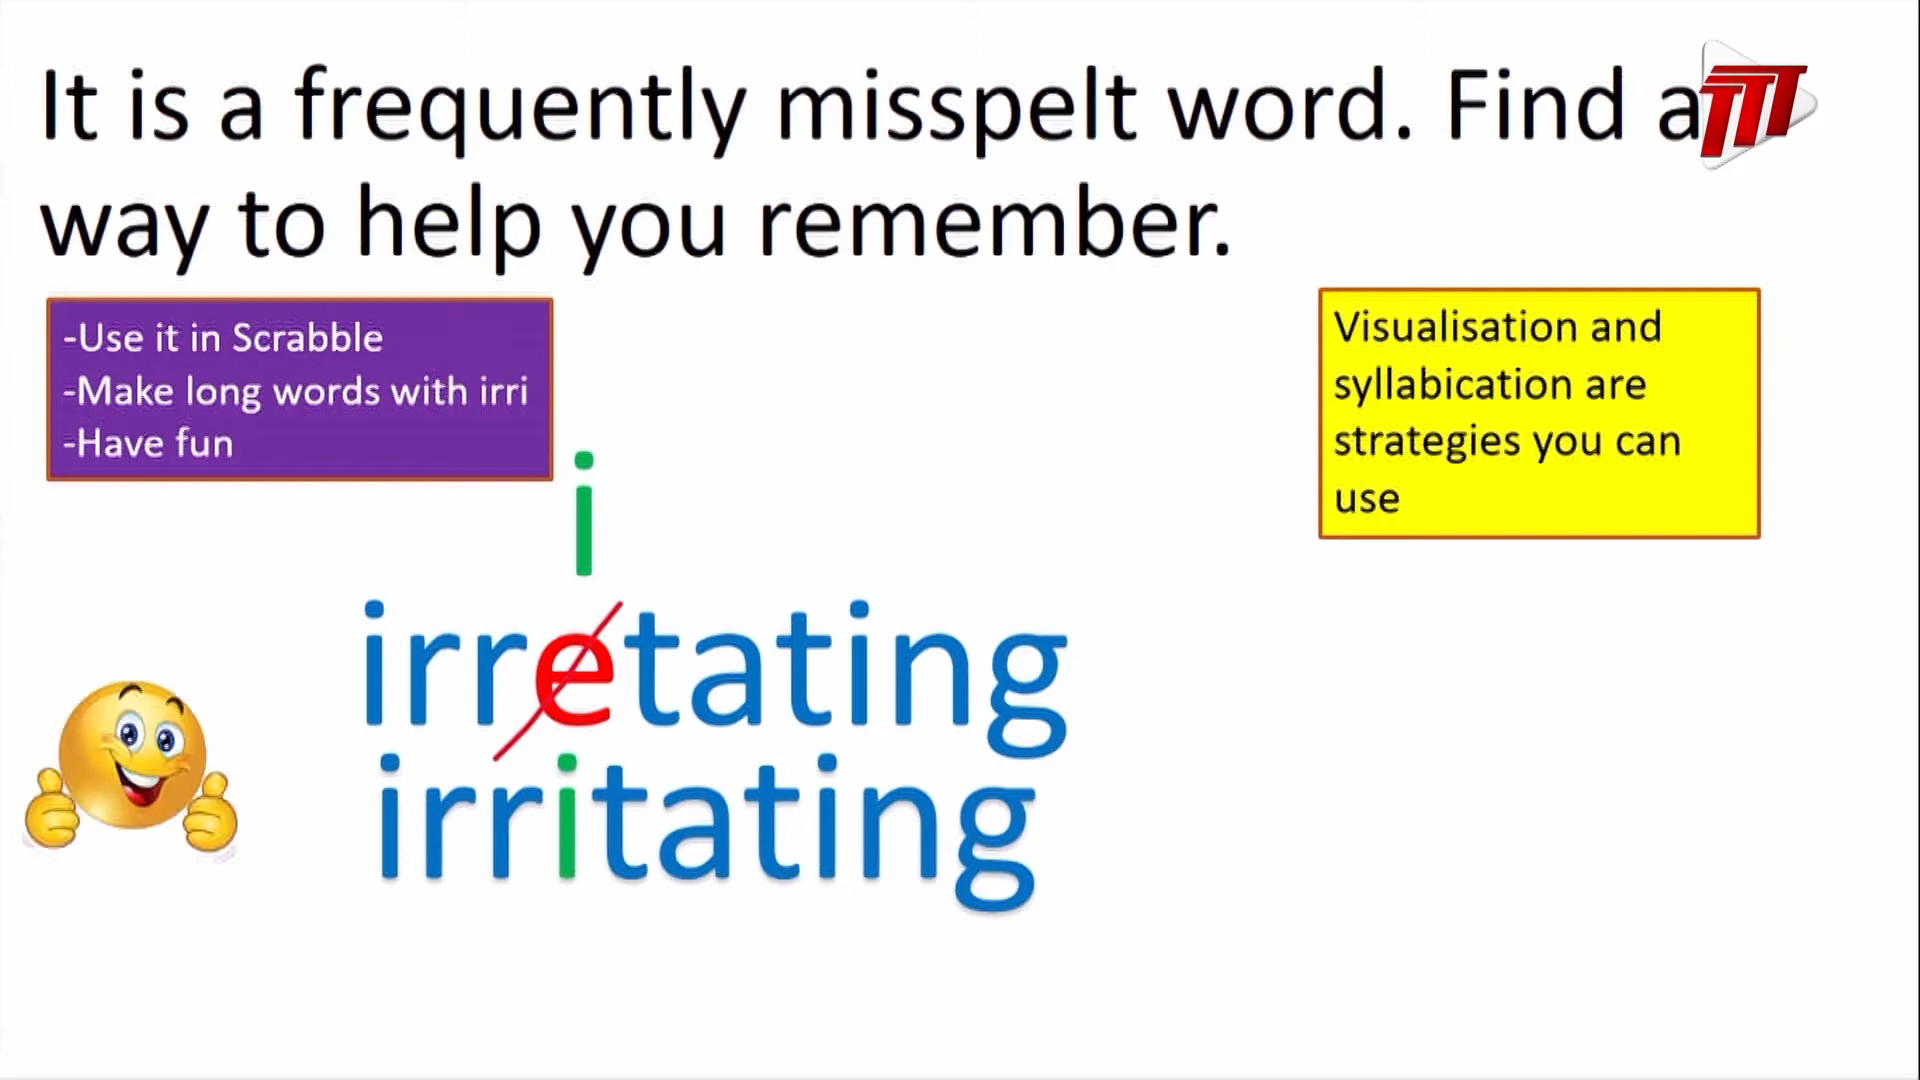 It is a frequently misspelt word. Find a
way to help you remember.
TTT
-Use it in Scrabble
-Make long words with irri
-Have fun
Visualisation and
syllabication are
strategies you can
use
i
irretating
irritating